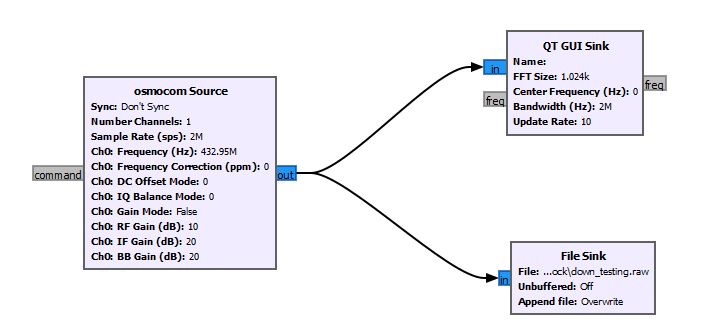 osmocom Source
Sync: Don't Sync
Number Channels: 1
Sample Rate (sps): 2M
Ch0: Frequency (Hz): 432.95M
Ch0: Frequency Correction (ppm): 0
Ch0: DC Offset Mode: 0
Ch0: IQ Balance Mode: 0
Ch0: Gain Mode: False
Ch0: RF Gain (dB): 10
Ch0: IF Gain (dB): 20
Ch0: BB Gain (dB): 20
command
out
QT GUI Sink
Name:
FFT Size: 1.024k
Center Frequency (Hz): 0
Bandwidth (Hz): 2M
Update Rate: 10
in
freq
freq
File Sink
File: ...ock\down_testing.raw
Unbuffered: Off
Append file: Overwrite
in